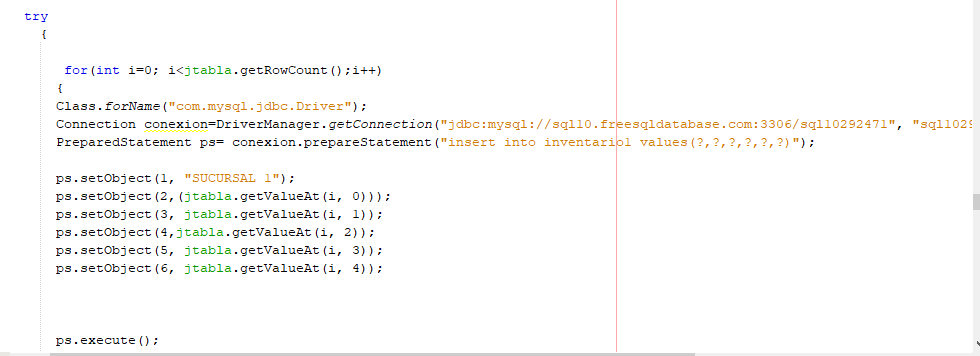 try
{
for(int i=0; i<jtabla.getRowCount();i++)
{
Class.forName("com.mysql.jdbc.Driver");
Connection conexion=DriverManager.getConnection("jdbc:mysql://sql10.freesqldatabase.com:3306/sql10292471", "sql1029
PreparedStatement ps= conexion.prepareStatement("insert into inventario1 values(?,?,?,?,?,?)");
ps.setObject(1, "SUCURSAL 1");
ps.setObject(2,(jtabla.getValueAt(i, 0)));
ps.setObject(3, jtabla.getValueAt(i, 1));
ps.setObject(4,jtabla.getValueAt(i, 2));
ps.setObject(5, jtabla.getValueAt(i, 3));
ps.setObject(6, jtabla.getValueAt(i, 4));
ps.execute();